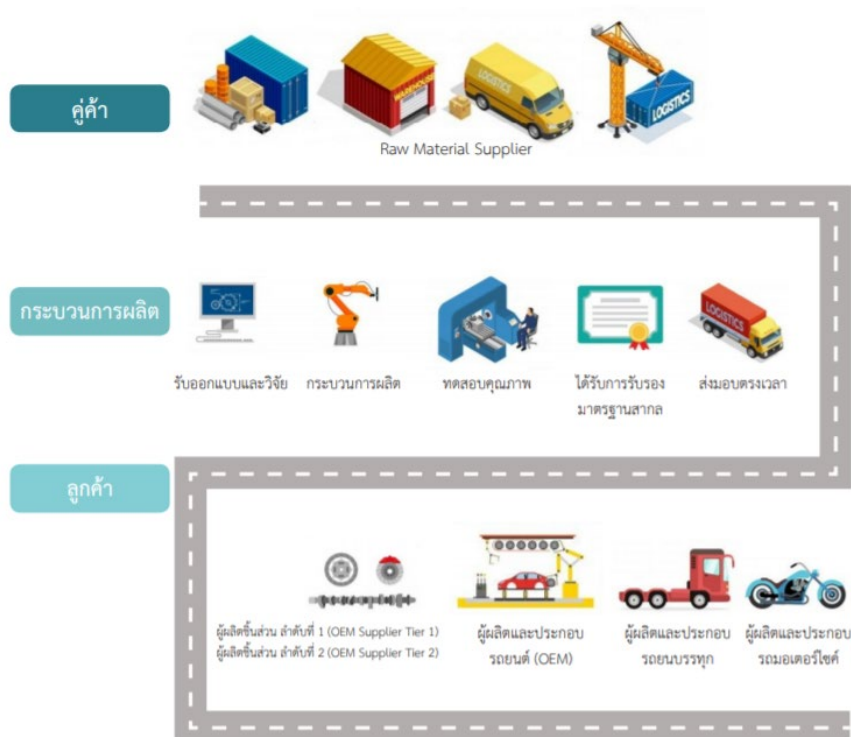 คู่ค้า
WAREHOUSE
LOGISTICS
LOGISTICS
Raw Material Supplier
กระบวนการผลิต
LOGISTICS
รับออกแบบและวิจัย
กระบวนการผลิต
ทดสอบคุณภาพ
ได้รับการรับรอง
มาตรฐานสากล
ส่งมอบตรงเวลา
ลูกค้า
ผู้ผลิตชิ้นส่วน ลำดับที่ 1 (OEM Supplier Tier 1)
ผู้ผลิตชิ้นส่วน ลำดับที่ 2 (OEM Supplier Tier 2)
ผู้ผลิตและประกอบ
รถยนต์ (OEM)
ผู้ผลิตและประกอบ
รถยนบรรทุก
ผู้ผลิตและประกอบ
รถมอเตอร์ไซค์